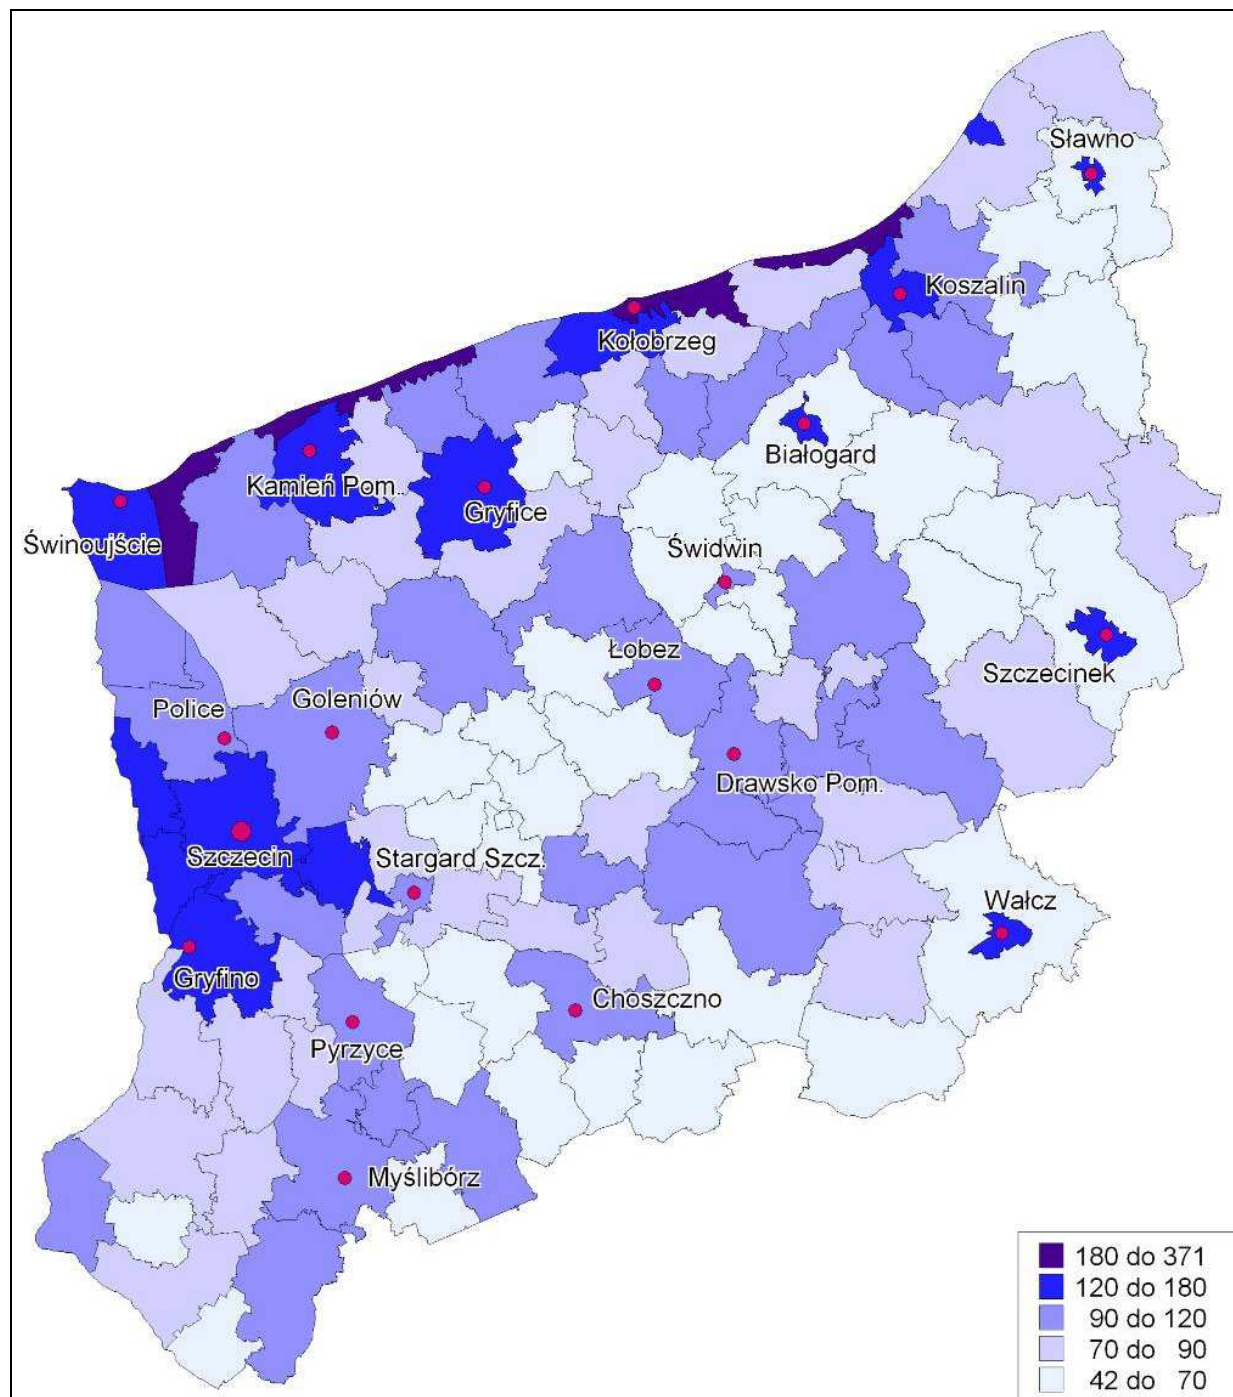 Sławno
Koszalin
Kołobrzeg
Białogard
Kamień Pom.
Gryfice
Świnoujście
Świdwin
Łobez
Szczecinek
Goleniów
Police
Drawsko Pom.
Szczecin
Stargard Szcz.
Wałcz
Gryfino
Choszczno
Pyrzyce
Myślibórz
180 do 371
120 do 180
90 do 120
70 do 90
42 do 70